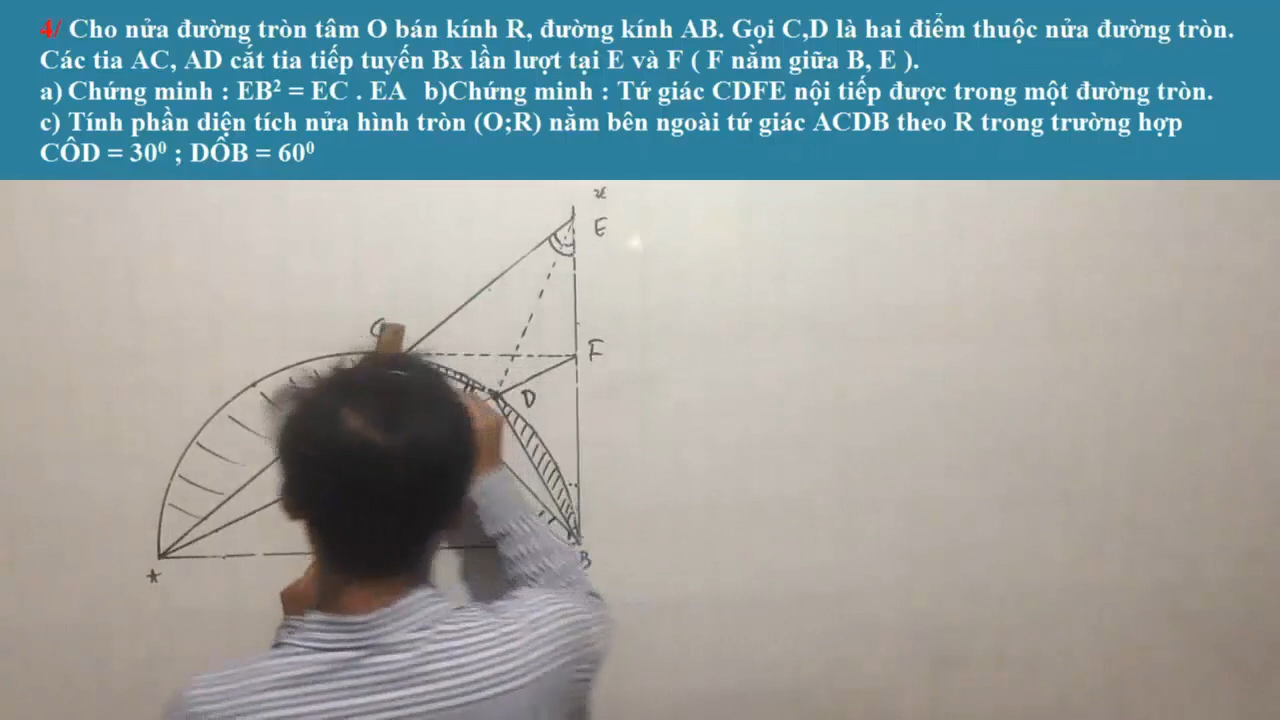 4/ Cho nửa đường tròn tâm O bán kính R, đường kính AB. Gọi C,D là hai điểm thuộc nửa đường tròn.
Các tia AC, AD cắt tia tiếp tuyến Bx lần lượt tại E và F ( F nằm giữa B, E ).
a) Chứng minh : EB² = EC . EA b)Chứng minh : Tứ giác CDFE nội tiếp được trong một đường tròn.
c) Tính phần diện tích nửa hình tròn (O;R) nằm bên ngoài tứ giác ACDB theo R trong trường hợp
CÔD = 30⁰ ; DÔB = 60⁰
x
E
C
F
D
B
A